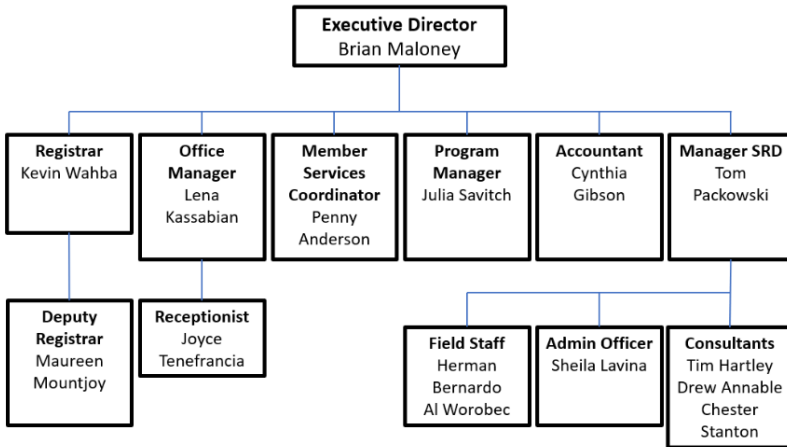 Executive Director
Brian Maloney
Registrar
Kevin Wahba
Office
Manager
Lena
Kassabian
Member
Services
Coordinator
Penny
Anderson
Program
Manager
Julia Savitch
Accountant
Cynthia
Gibson
Manager SRD
Tom
Packowski
Deputy
Registrar
Maureen
Mountjoy
Receptionist
Joyce
Tenefrancia
Field Staff
Herman
Bernardo
Al Worobec
Admin Officer
Sheila Lavina
Consultants
Tim Hartley
Drew Annable
Chester
Stanton